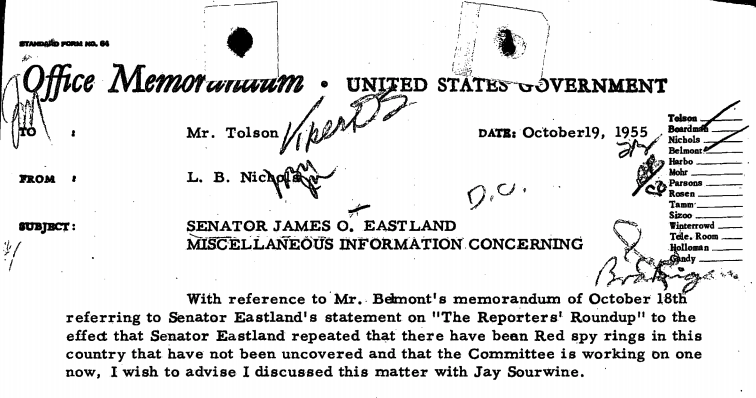 STANDARD FORM NO. 64
Office Memorandum • UNITED STATES GOVERNMENT
TO : Mr. Tolson DATE: October19, 1955
FROM : L. B. Nichols
D.C.
SUBJECT: SENATOR JAMES O. EASTLAND
MISCELLANEOUS INFORMATION CONCERNING
Tolson
Boardman
Nichols
Belmont
Harbo
Mohr
Parsons
Rosen
Tamm
Sizoo
Winterrowd
Tele. Room
Holloman
Gandy
With reference to Mr. Belmont's memorandum of October 18th
referring to Senator Eastland's statement on "The Reporters' Roundup" to the
effect that Senator Eastland repeated that there have been Red spy rings in this
country that have not been uncovered and that the Committee is working on one
now, I wish to advise I discussed this matter with Jay Sourwine.